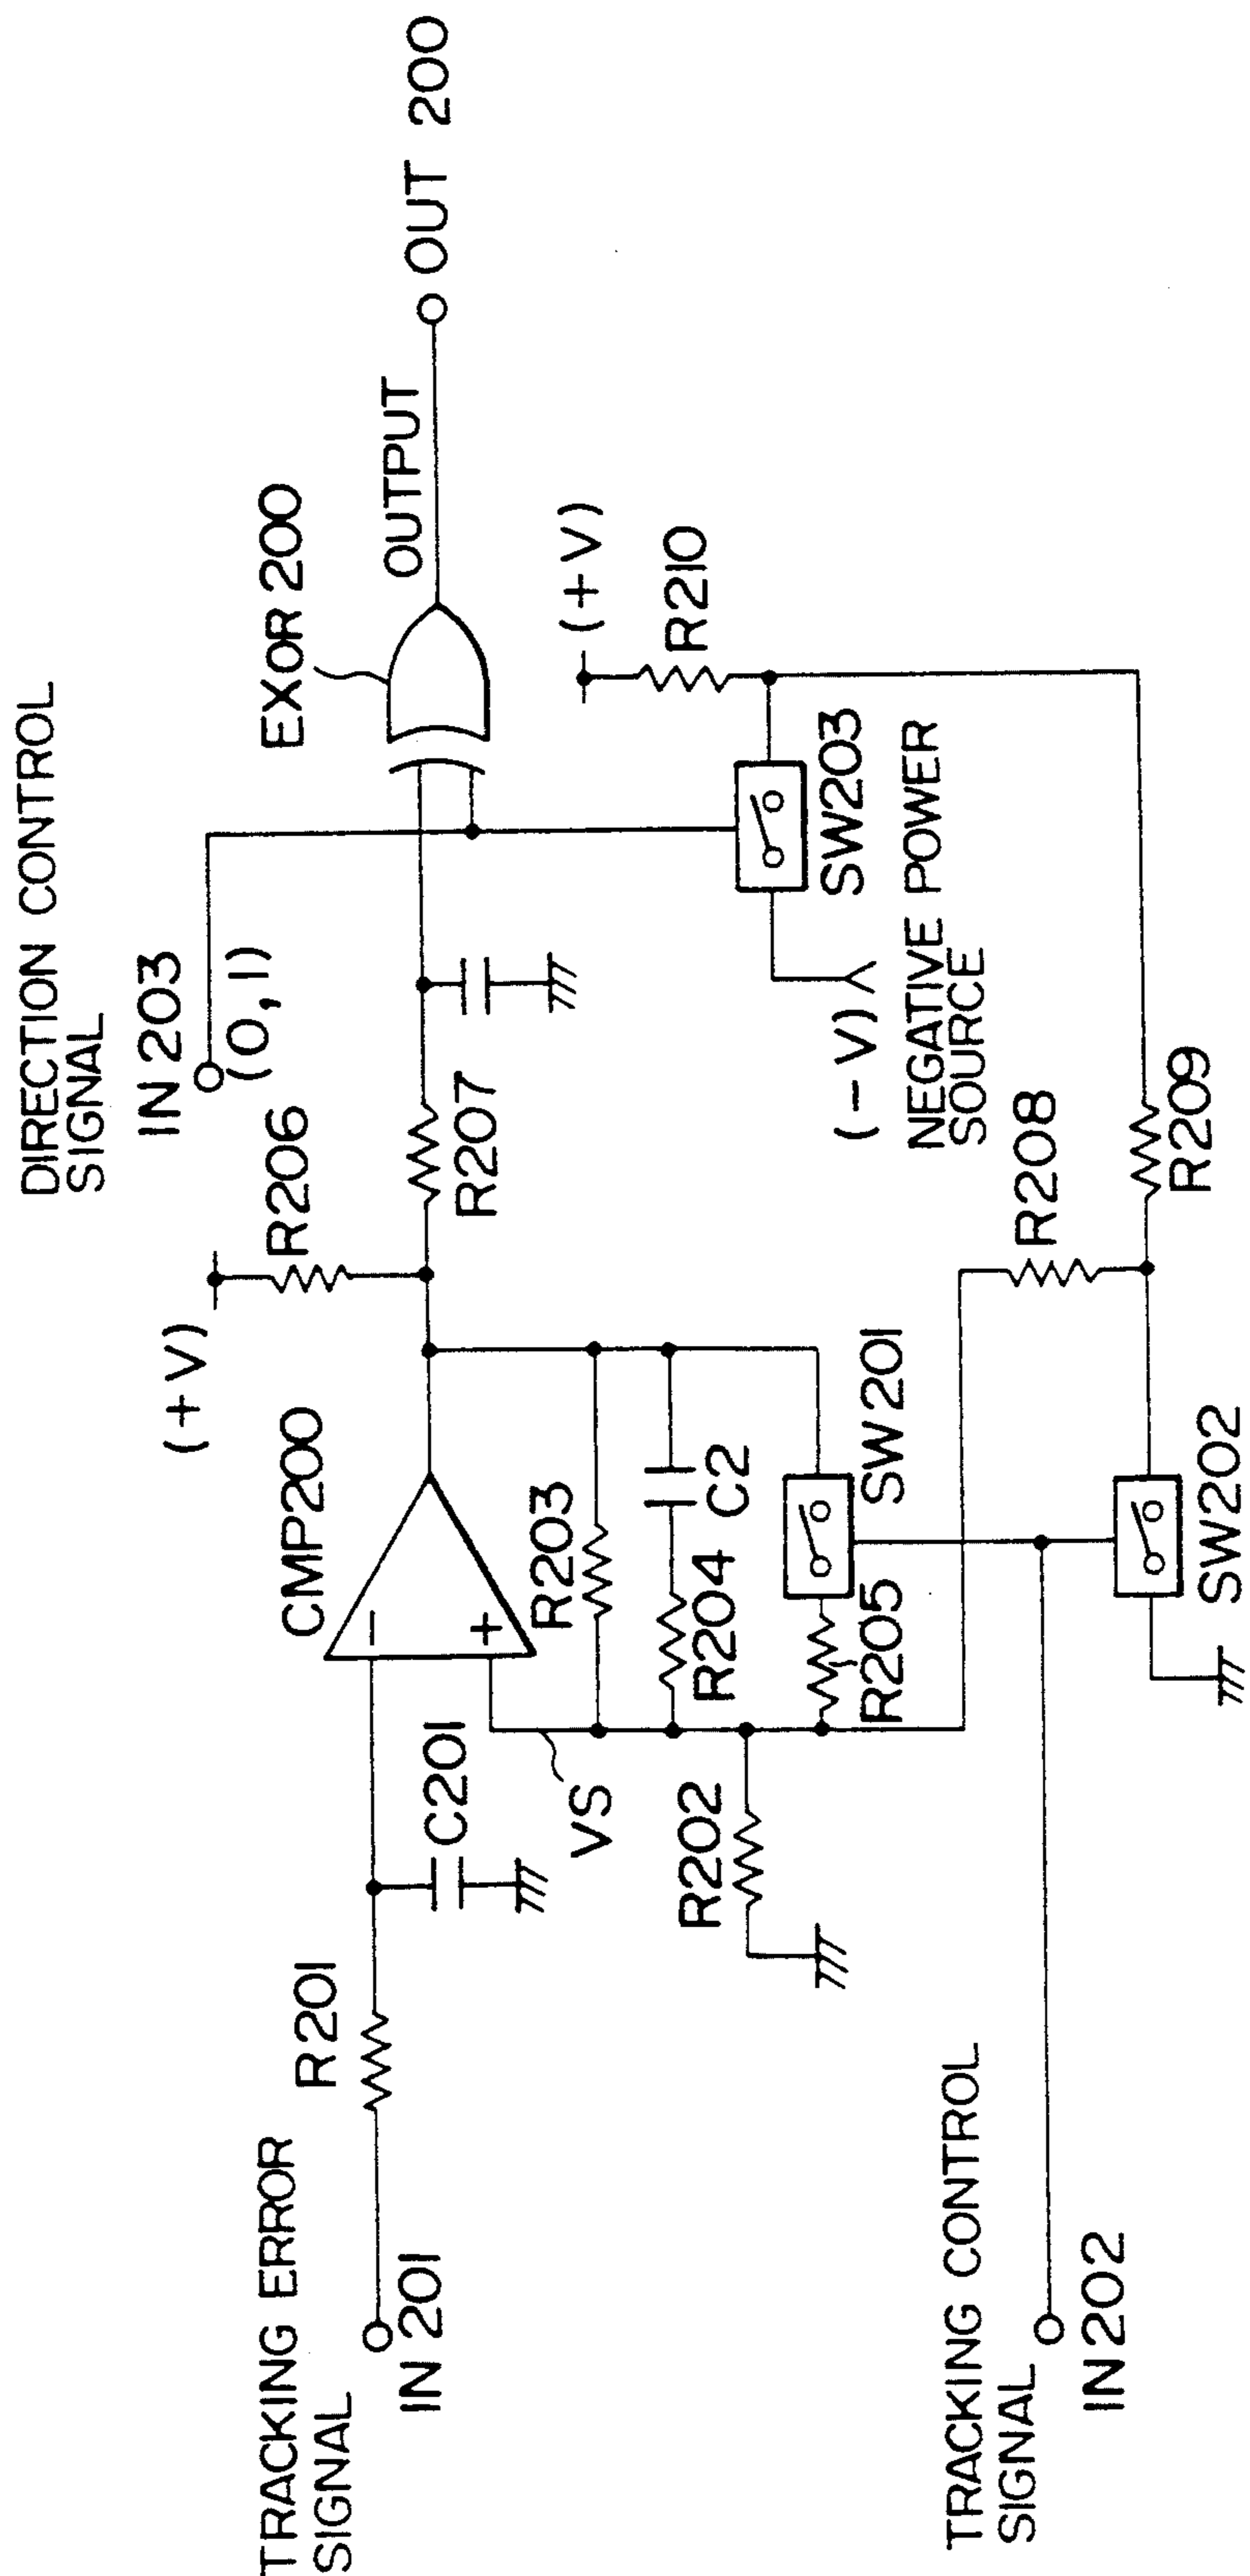 DIRECTION CONTROL
SIGNAL
IN 203
(0, 1)
EXOR 200
OUTPUT
OUT 200
(+V)
R206
R207
(+V)
R210
CMP200
−
+
TRACKING ERROR
SIGNAL
IN 201
R201
C201
VS
R202
R203
R204
C2
R205
SW201
SW203
(−V)
NEGATIVE POWER
SOURCE
R208
R209
TRACKING CONTROL
SIGNAL
IN 202
SW202